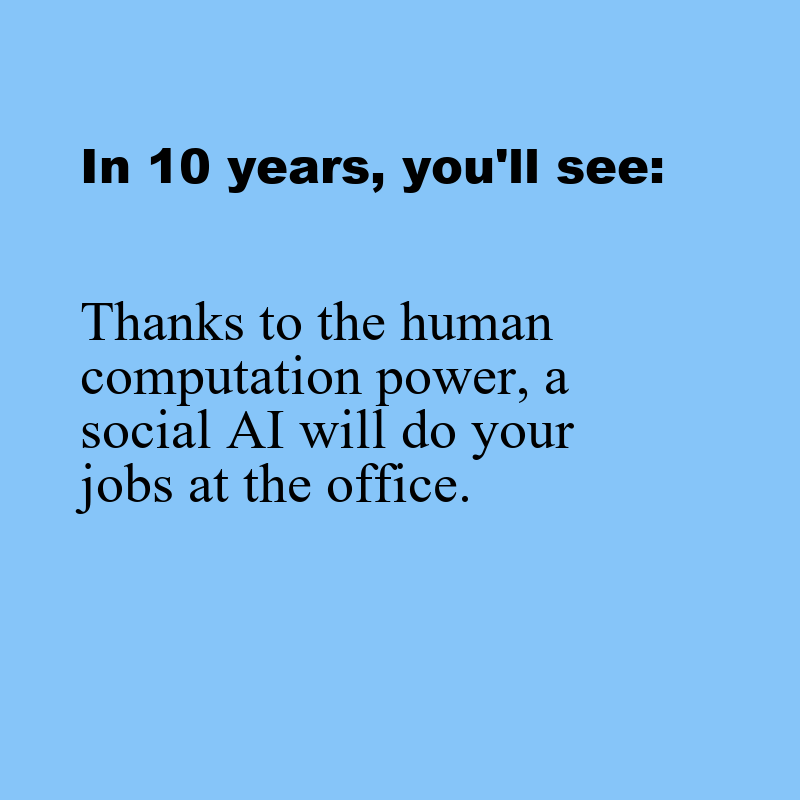 In 10 years, you'll see:
Thanks to the human
computation power, a
social AI will do your
jobs at the office.